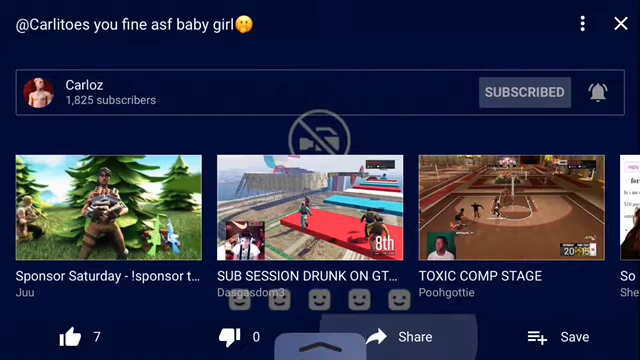 @Carlitoes you fine asf baby girl🤭
Carloz
1,825 subscribers
SUBSCRIBED
8th
Sponsor Saturday - !sponsor t...
SUB SESSION DRUNK ON GT...
TOXIC COMP STAGE
So
Juu
Dasgasdom3
Poohgottie
She
7
0
Share
Save